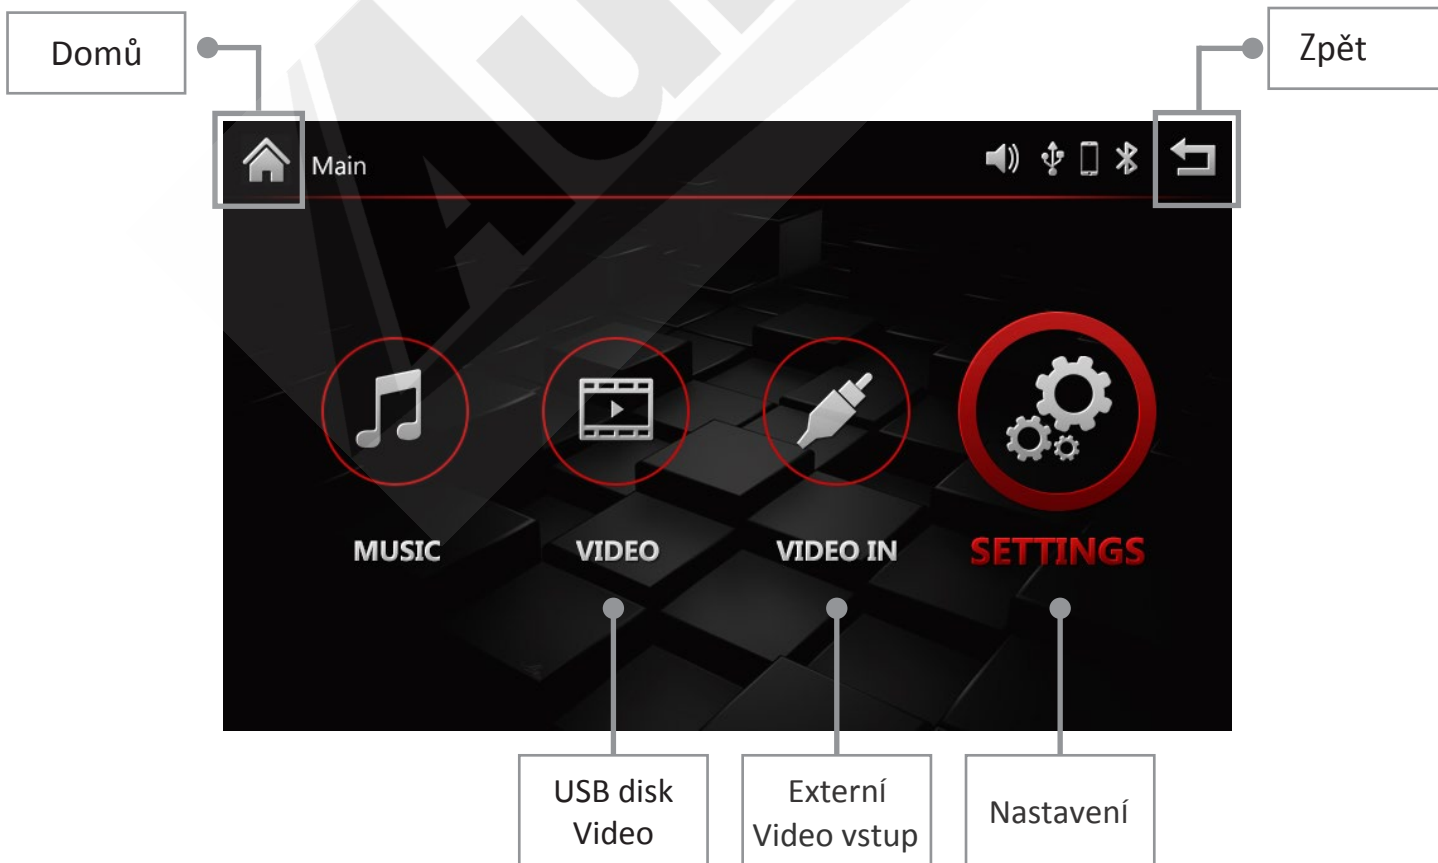 Domů
Zpět
Main
MUSIC
VIDEO
VIDEO IN
SETTINGS
USB disk
Video
Externí
Video vstup
Nastavení